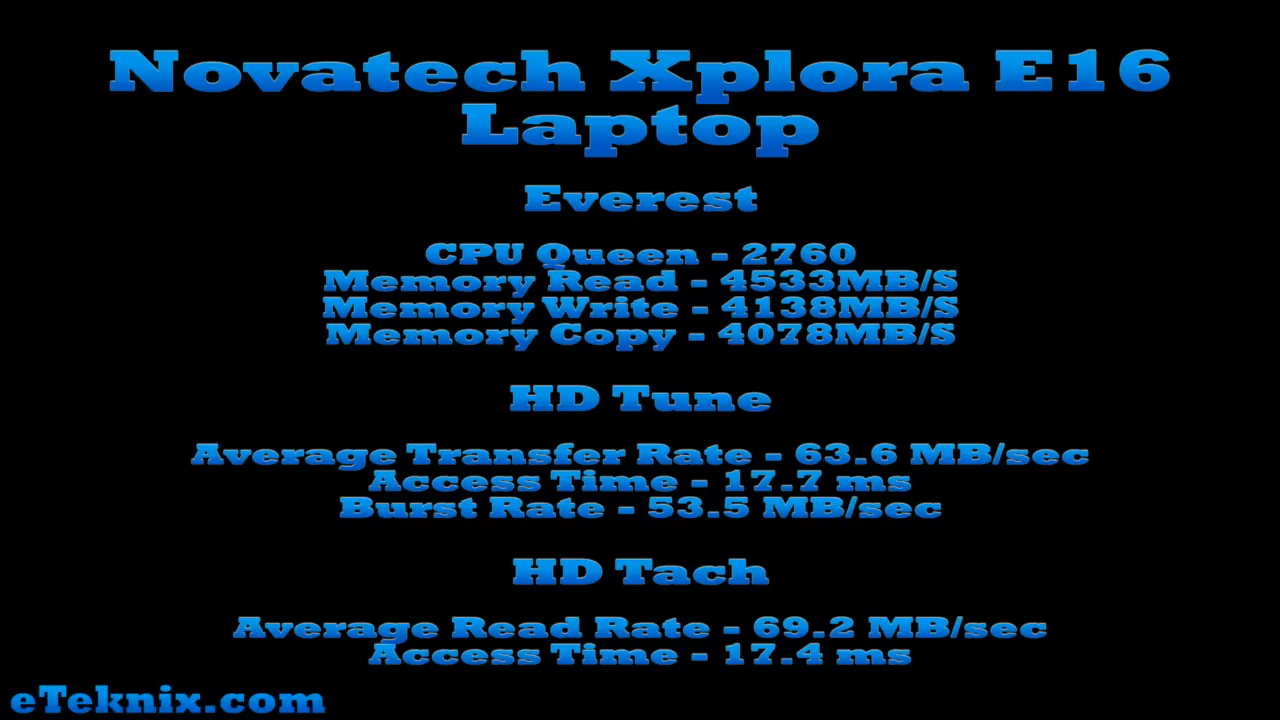 Novatech Xplora E16
Laptop
Everest
CPU Queen - 2760
Memory Read - 4533MB/S
Memory Write - 4138MB/S
Memory Copy - 4078MB/S
HD Tune
Average Transfer Rate - 63.6 MB/sec
Access Time - 17.7 ms
Burst Rate - 53.5 MB/sec
HD Tach
Average Read Rate - 69.2 MB/sec
Access Time - 17.4 ms
eTeknix.com